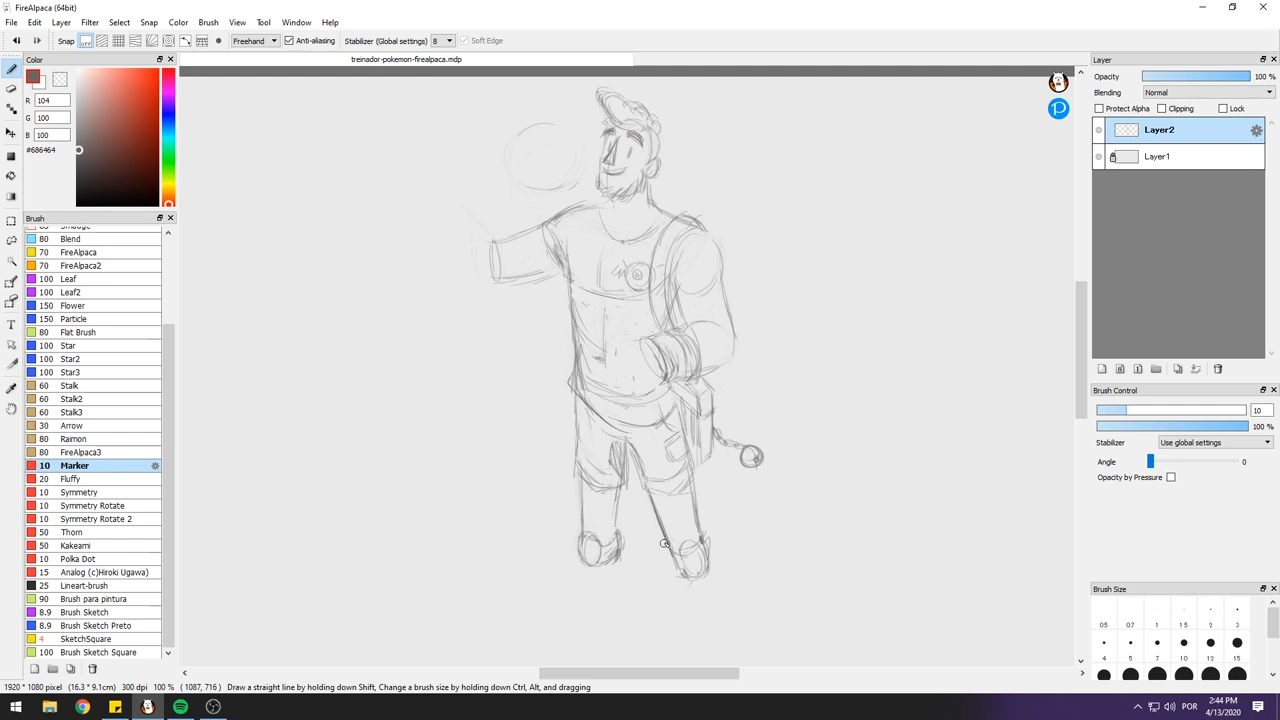 FireAlpaca (64bit)
File Edit Layer Filter Select Snap Color Brush View Tool Window Help
Snap off Freehand Anti-aliasing Stabilizer (Global settings) 8 Soft Edge
Color
treinador-pokemon-firealpaca.mdp
Layer
R 104
G 100
B 100
#686464
Opacity 100 %
Blending Normal
Protect Alpha Clipping Lock
Layer2
Layer1
Brush
80 Blend
70 FireAlpaca
70 FireAlpaca2
100 Leaf
100 Leaf2
150 Flower
150 Particle
80 Flat Brush
100 Star
100 Star2
100 Star3
60 Stalk
60 Stalk2
60 Stalk3
30 Arrow
80 Raimon
80 FireAlpaca3
10 Marker
20 Fluffy
10 Symmetry
10 Symmetry Rotate
10 Symmetry Rotate 2
50 Thorn
50 Kakeami
10 Polka Dot
15 Analog (c)Hiroki Ugawa)
25 Lineart-brush
90 Brush para pintura
8.9 Brush Sketch
8.9 Brush Sketch Preto
4 SketchSquare
100 Brush Sketch Square
Brush Control
10
100 %
Stabilizer Use global settings
Angle 0
Opacity by Pressure
Brush Size
0.5 0.7 1 1.5 2 3
4 5 7 10 12 15
1920 * 1080 pixel (16.3 * 9.1cm) 300 dpi 100 % ( 1087, 716 ) Draw a straight line by holding down Shift, Change a brush size by holding down Ctrl, Alt, and dragging
POR
2:44 PM
4/13/2020